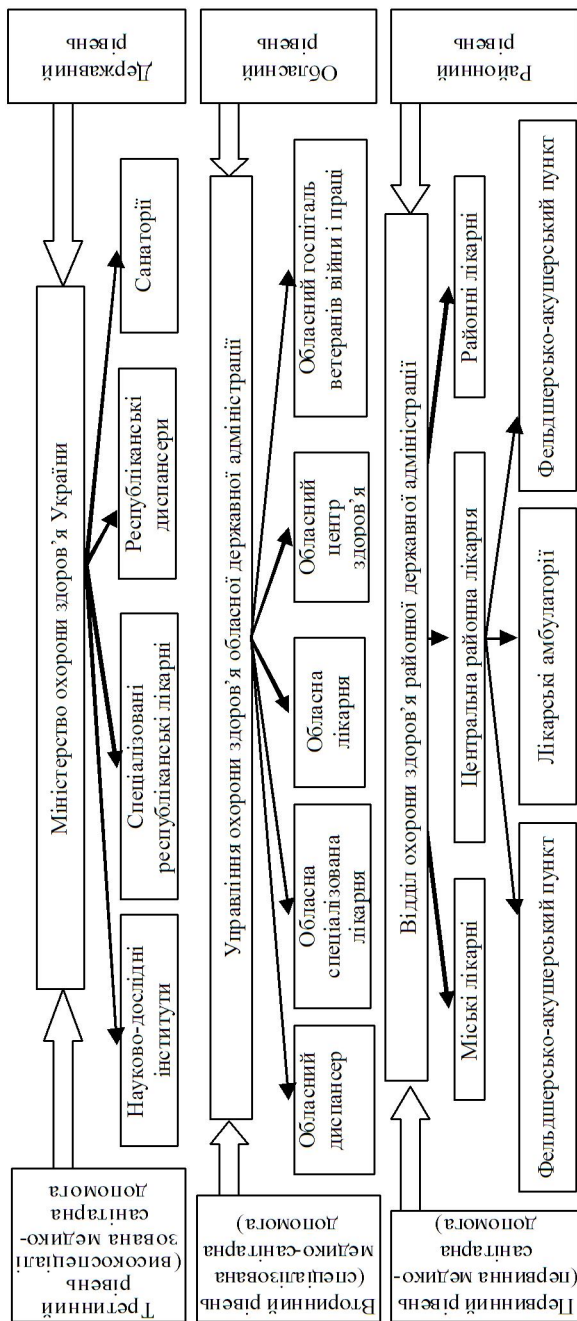 Третинний
рівень
(високоспеціалі
зована медико-
санітарна
допомога
Міністерство охорони здоров’я України
Державний
рівень
Науково-дослідні
інститути
Спеціалізовані
республіканські лікарні
Республіканські
диспансери
Санаторії
Вторинний рівень
(спеціалізована
медико-санітарна
допомога)
Управління охорони здоров’я обласної державної адміністрації
Обласний
рівень
Обласний
диспансер
Обласна
спеціалізована
лікарня
Обласна
лікарня
Обласний
центр
здоров’я
Обласний госпіталь
ветеранів війни і праці
Первинний рівень
(первинна медико-
санітарна
допомога)
Відділ охорони здоров’я районної державної адміністрації
Районний
рівень
Міські лікарні
Центральна районна лікарня
Районні лікарні
Фельдшерсько-акушерський пункт
Лікарські амбулаторії
Фельдшерсько-акушерський пункт